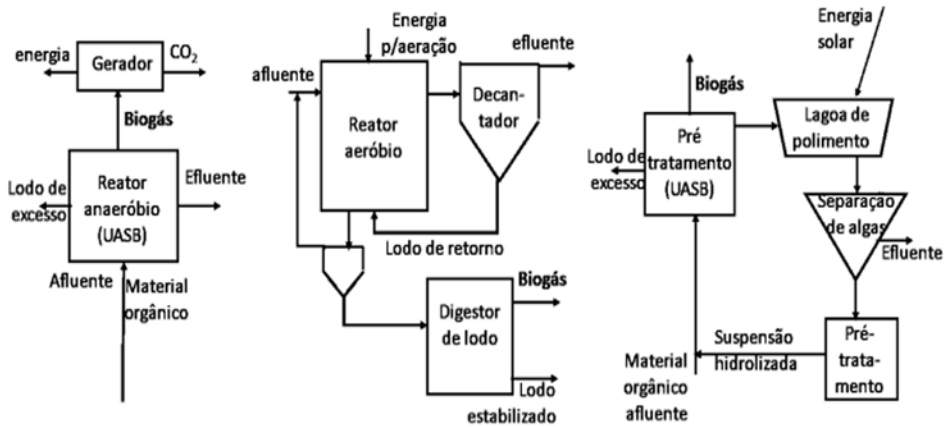 energia
CO2
Gerador
Biogás
Lodo de
excesso
Reator
anaeróbio
(UASB)
Efluente
Afluente
Material
orgânico
Energia
p/aeração
efluente
afluente
Reator
aeróbio
Decan-
tador
Lodo de retorno
Digestor
de lodo
Biogás
Lodo
estabilizado
Energia
solar
Biogás
Lagoa de
polimento
Pré
tratamento
(UASB)
Lodo de
excesso
Separação
de algas
Efluente
Pré-
trata-
mento
Suspensão
hidrolizada
Material
orgânico
afluente